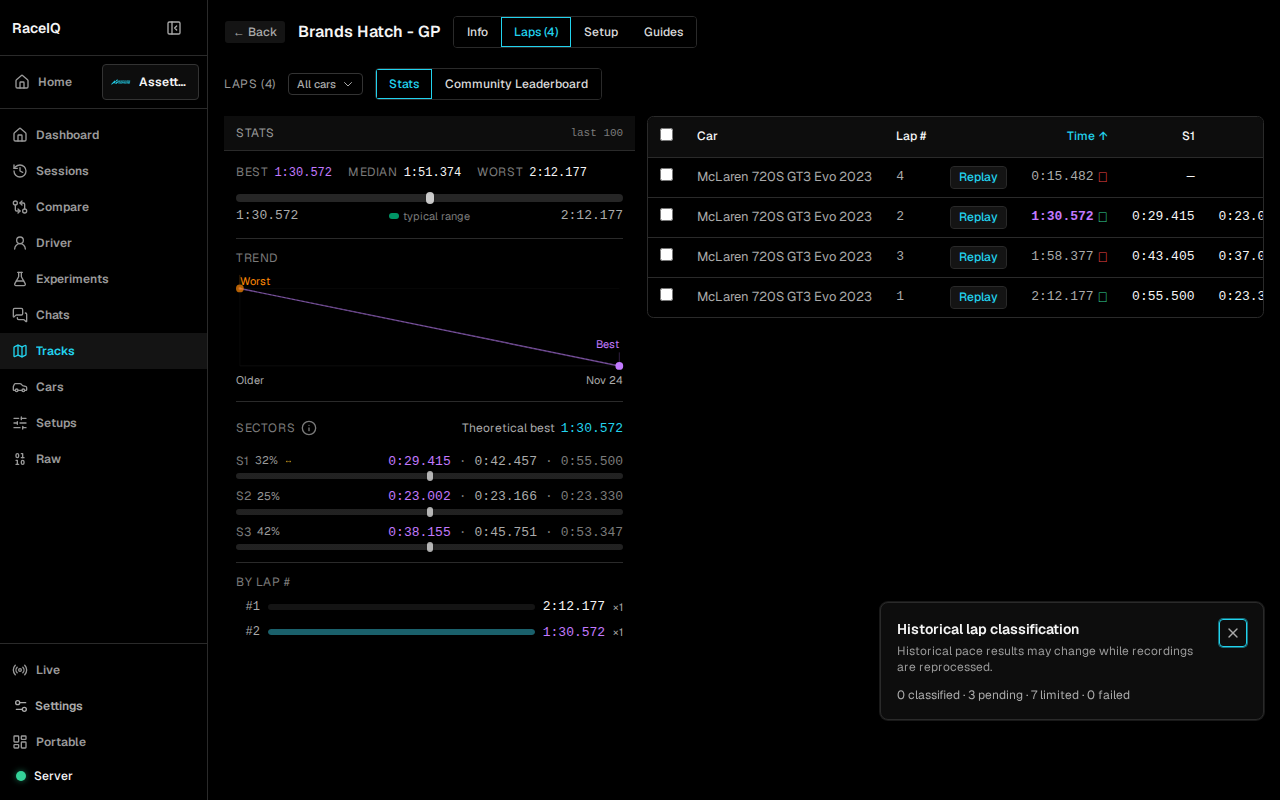 RaceIQ
Home
Assett...
Dashboard
Sessions
Compare
Driver
Experiments
Chats
Tracks
Cars
Setups
Raw
Live
Settings
Portable
Server
← Back
Brands Hatch - GP
Info
Laps (4)
Setup
Guides
LAPS (4)
All cars
Stats
Community Leaderboard
STATS
last 100
BEST 1:30.572 MEDIAN 1:51.374 WORST 2:12.177
1:30.572
typical range
2:12.177
TREND
Worst
Best
Older
Nov 24
SECTORS
Theoretical best 1:30.572
S1 32% ↔ 0:29.415 · 0:42.457 · 0:55.500
S2 25% 0:23.002 · 0:23.166 · 0:23.330
S3 42% 0:38.155 · 0:45.751 · 0:53.347
BY LAP #
#1 2:12.177 ×1
#2 1:30.572 ×1
Car Lap # Time ↑ S1
McLaren 720S GT3 Evo 2023 4 Replay 0:15.482 —
McLaren 720S GT3 Evo 2023 2 Replay 1:30.572 0:29.415 0:23.0
McLaren 720S GT3 Evo 2023 3 Replay 1:58.377 0:43.405 0:37.0
McLaren 720S GT3 Evo 2023 1 Replay 2:12.177 0:55.500 0:23.3
Historical lap classification
Historical pace results may change while recordings
are reprocessed.
0 classified · 3 pending · 7 limited · 0 failed